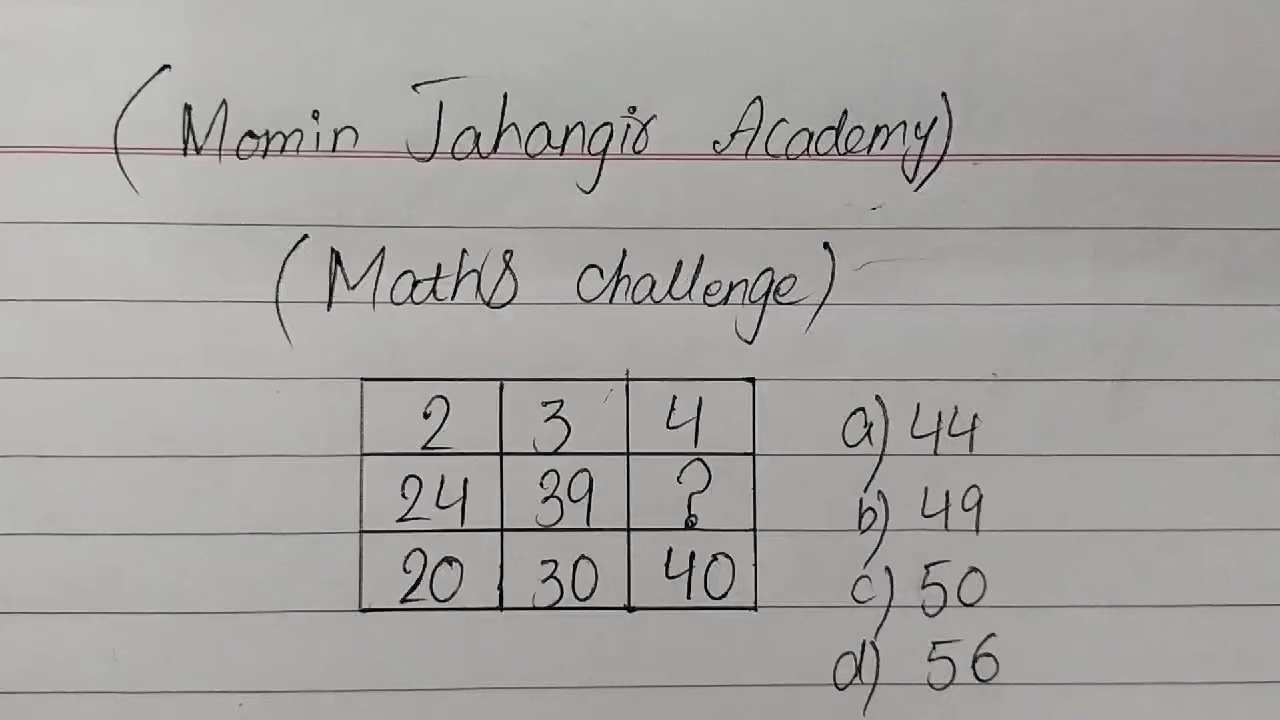 (Momin Jahangir Academy)
(Maths challenge)
2 3 4
24 39 ?
20 30 40
a) 44
b) 49
c) 50
d) 56